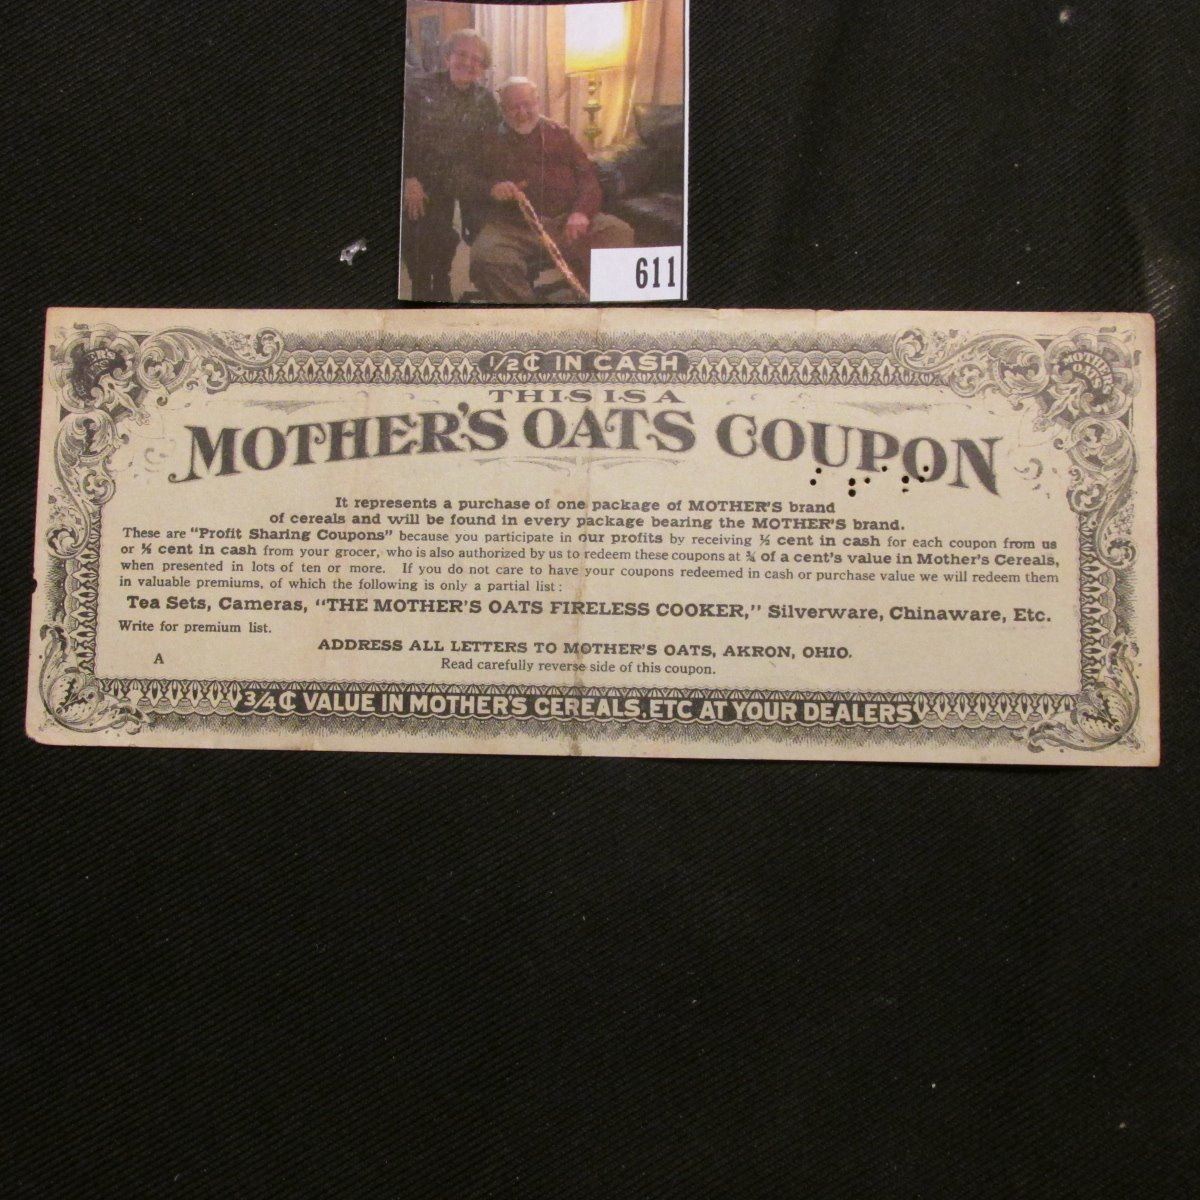 611
1/2¢ IN CASH
MOTHER'S OATS
THIS IS A
MOTHER'S OATS COUPON
It represents a purchase of one package of MOTHER'S brand
of cereals and will be found in every package bearing the MOTHER'S brand.
These are "Profit Sharing Coupons" because you participate in our profits by receiving ½ cent in cash for each coupon from us
or ½ cent in cash from your grocer, who is also authorized by us to redeem these coupons at ¾ of a cent's value in Mother's Cereals,
when presented in lots of ten or more. If you do not care to have your coupons redeemed in cash or purchase value we will redeem them
in valuable premiums, of which the following is only a partial list:
Tea Sets, Cameras, "THE MOTHER'S OATS FIRELESS COOKER," Silverware, Chinaware, Etc.
Write for premium list.
ADDRESS ALL LETTERS TO MOTHER'S OATS, AKRON, OHIO.
A
Read carefully reverse side of this coupon.
3/4¢ VALUE IN MOTHER'S CEREALS, ETC AT YOUR DEALERS